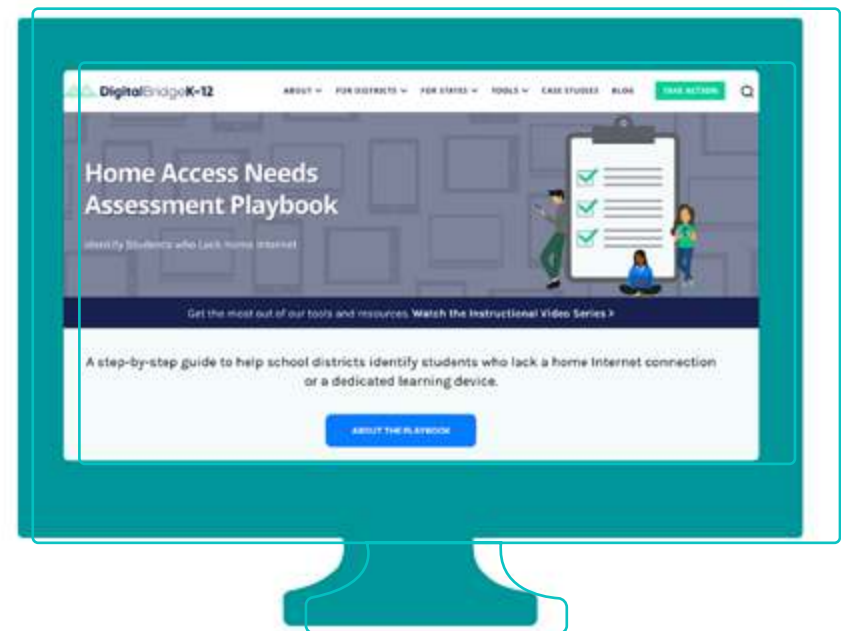 DigitalBridgeK-12
ABOUT FOR DISTRICTS FOR STATES TOOLS CASE STUDIES BLOG TAKE ACTION
Home Access Needs
Assessment Playbook
Identify Students who Lack Home Internet
Get the most out of our tools and resources. Watch the Instructional Video Series >
A step-by-step guide to help school districts identify students who lack a home Internet connection
or a dedicated learning device.
ABOUT THE PLAYBOOK